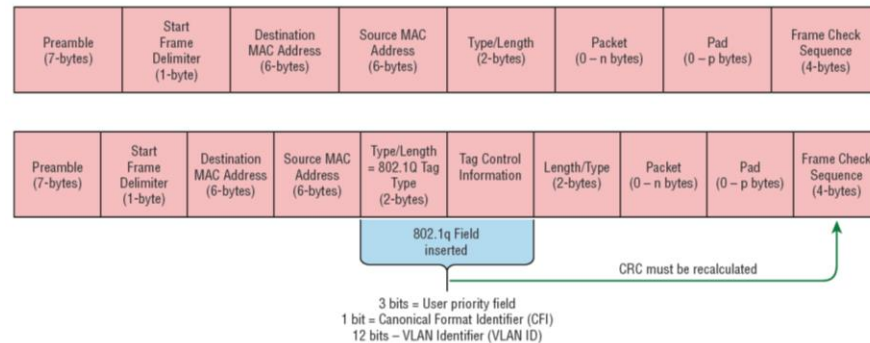 Preamble
(7-bytes)
Start
Frame
Delimiter
(1-byte)
Destination
MAC Address
(6-bytes)
Source MAC
Address
(6-bytes)
Type/Length
(2-bytes)
Packet
(0 – n bytes)
Pad
(0 – p bytes)
Frame Check
Sequence
(4-bytes)
Preamble
(7-bytes)
Start
Frame
Delimiter
(1-byte)
Destination
MAC Address
(6-bytes)
Source MAC
Address
(6-bytes)
Type/Length
= 802.1Q Tag
Type
(2-bytes)
Tag Control
Information
Length/Type
(2-bytes)
Packet
(0 – n bytes)
Pad
(0 – p bytes)
Frame Check
Sequence
(4-bytes)
802.1q Field
inserted
CRC must be recalculated
3 bits = User priority field
1 bit = Canonical Format Identifier (CFI)
12 bits – VLAN Identifier (VLAN ID)